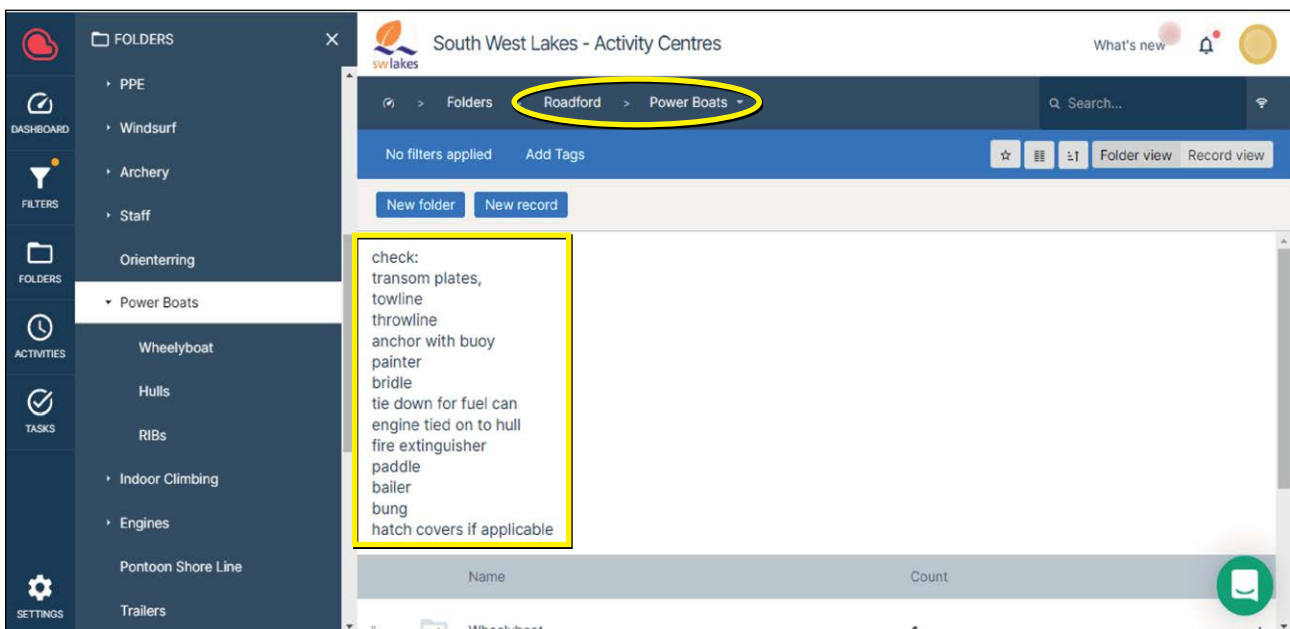 FOLDERS
PPE
Windsurf
Archery
Staff
Orienterring
Power Boats
Wheelyboat
Hulls
RIBs
Indoor Climbing
Engines
Pontoon Shore Line
Trailers
DASHBOARD
FILTERS
FOLDERS
ACTIVITIES
TASKS
SETTINGS
sw lakes
South West Lakes - Activity Centres
What's new
> Folders > Roadford > Power Boats
Search...
No filters applied Add Tags
Folder view Record view
New folder New record
check:
transom plates,
towline
throwline
anchor with buoy
painter
bridle
tie down for fuel can
engine tied on to hull
fire extinguisher
paddle
bailer
bung
hatch covers if applicable
Name Count
Wheelyboat